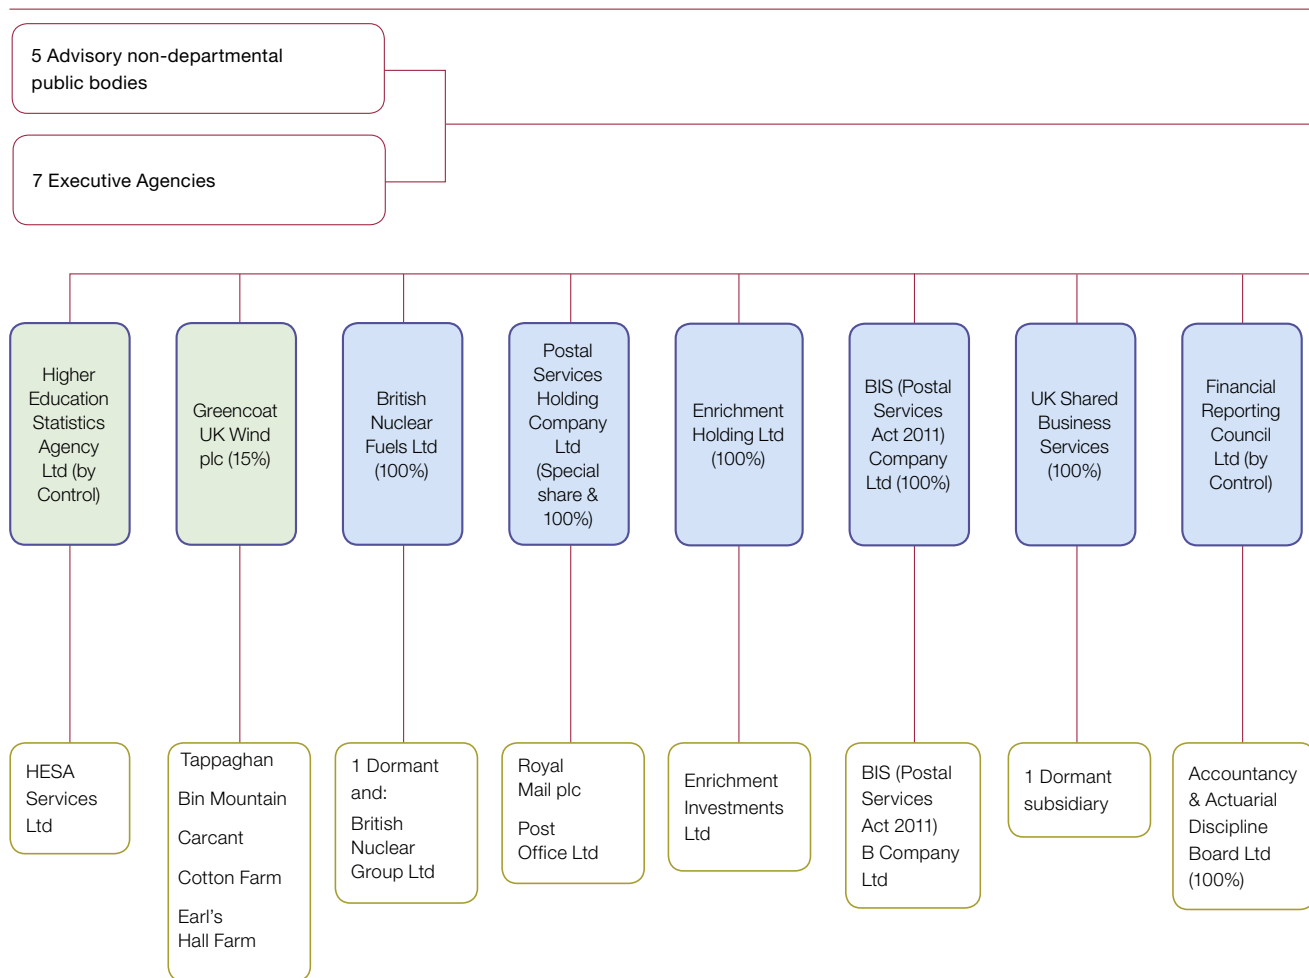 5 Advisory non-departmental
public bodies
7 Executive Agencies
Higher
Education
Statistics
Agency
Ltd (by
Control)
Greencoat
UK Wind
plc (15%)
British
Nuclear
Fuels Ltd
(100%)
Postal
Services
Holding
Company
Ltd
(Special
share &
100%)
Enrichment
Holding Ltd
(100%)
BIS (Postal
Services
Act 2011)
Company
Ltd (100%)
UK Shared
Business
Services
(100%)
Financial
Reporting
Council
Ltd (by
Control)
HESA
Services
Ltd
Tappaghan
Bin Mountain
Carcant
Cotton Farm
Earl's
Hall Farm
1 Dormant
and:
British
Nuclear
Group Ltd
Royal
Mail plc
Post
Office Ltd
Enrichment
Investments
Ltd
BIS (Postal
Services
Act 2011)
B Company
Ltd
1 Dormant
subsidiary
Accountancy
& Actuarial
Discipline
Board Ltd
(100%)